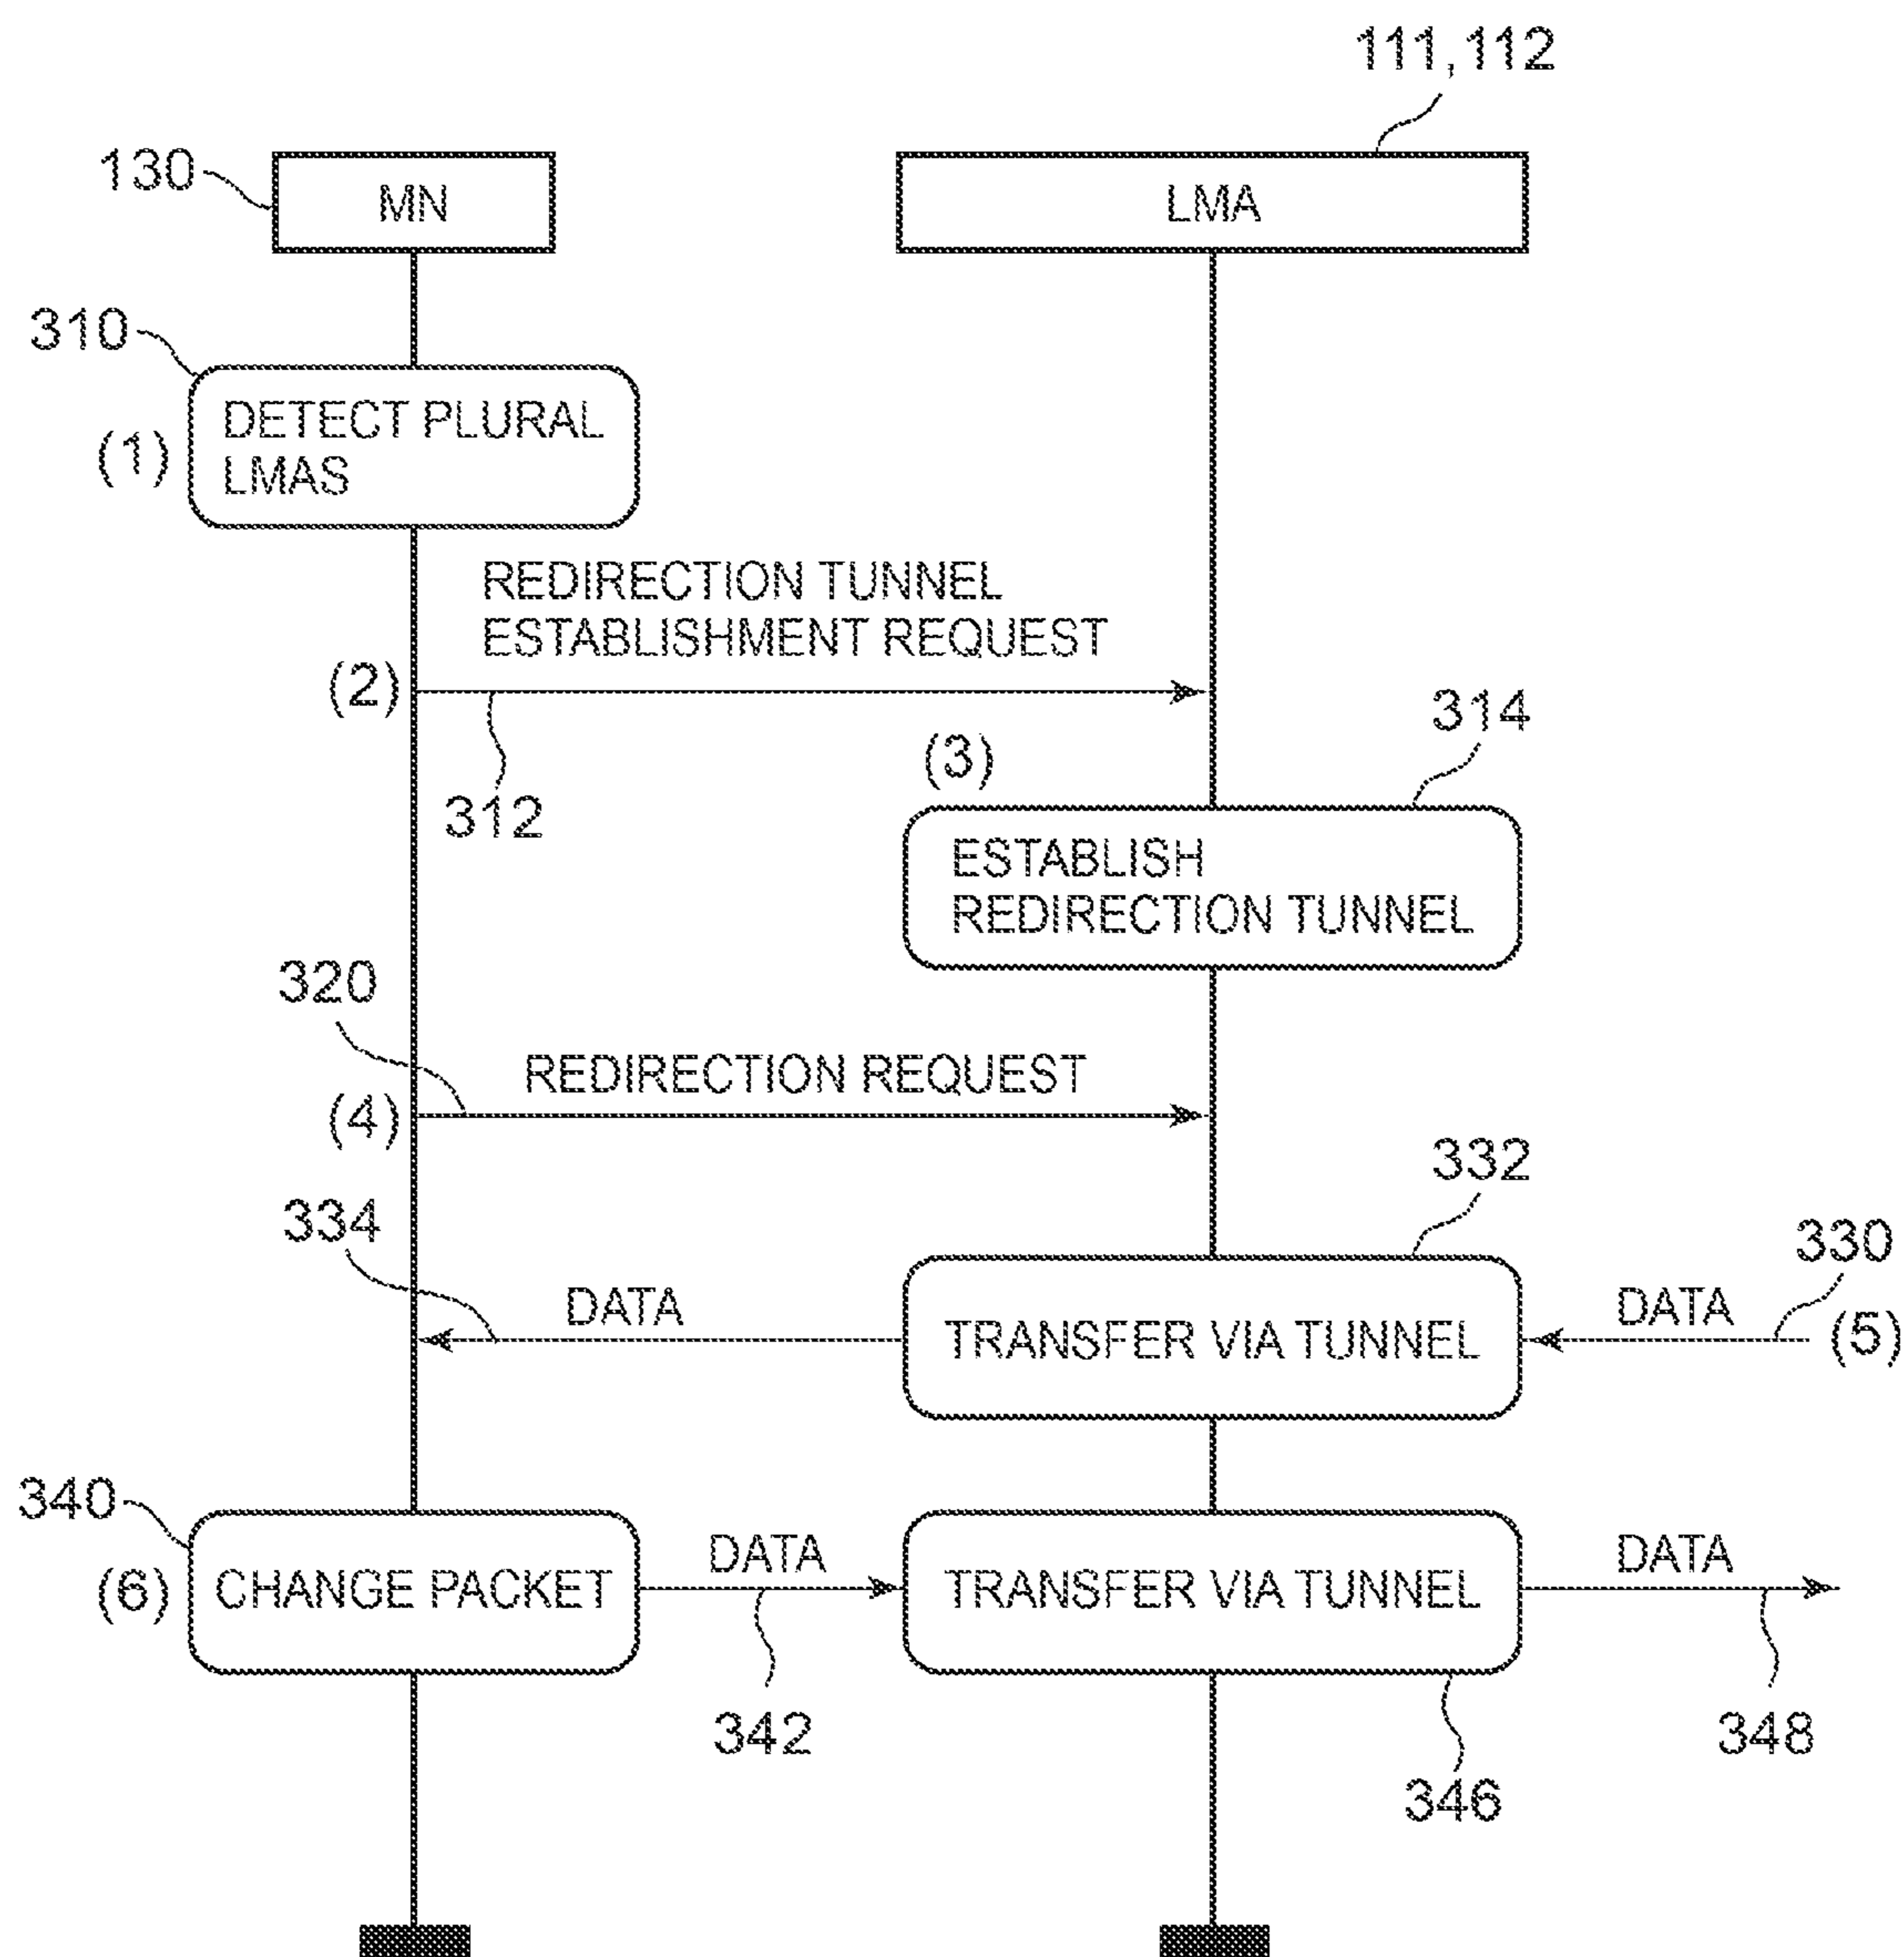 111,112
130
MN
LMA
310
(1)
DETECT PLURAL
LMAS
REDIRECTION TUNNEL
ESTABLISHMENT REQUEST
(2)
312
(3)
314
ESTABLISH
REDIRECTION TUNNEL
320
REDIRECTION REQUEST
(4)
332
334
330
DATA
TRANSFER VIA TUNNEL
DATA
(5)
340
(6)
CHANGE PACKET
DATA
TRANSFER VIA TUNNEL
DATA
342
346
348